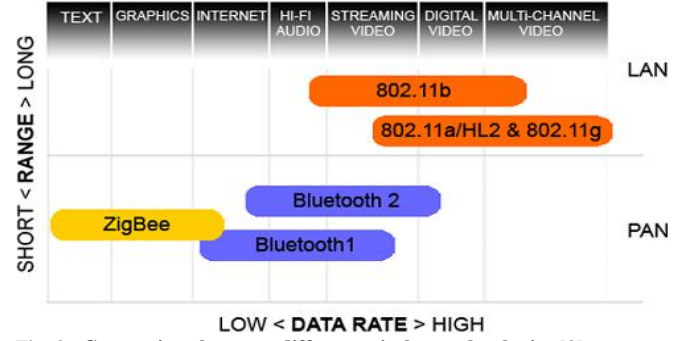 TEXT GRAPHICS INTERNET HI-FI AUDIO STREAMING VIDEO DIGITAL VIDEO MULTI-CHANNEL VIDEO
SHORT < RANGE > LONG
LAN
802.11b
802.11a/HL2 & 802.11g
PAN
Bluetooth 2
ZigBee
Bluetooth1
LOW < DATA RATE > HIGH